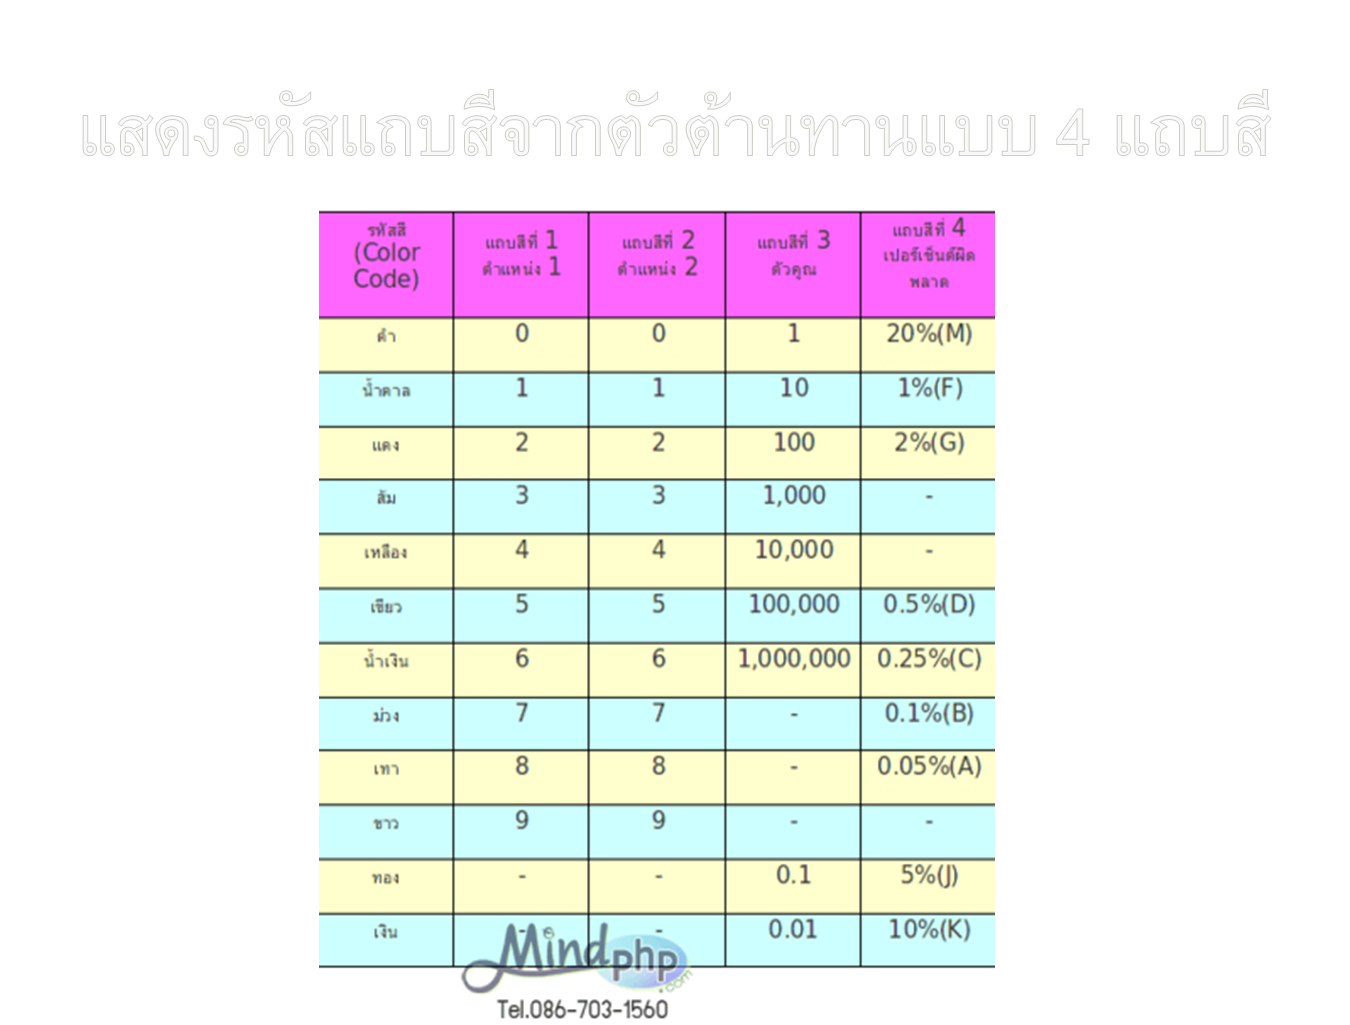 แสดงรหัสแถบสีจากตัวต้านทานแบบ 4 แถบสี
รหัสสี (Color Code) แถบสีที่ 1 ตำแหน่ง 1 แถบสีที่ 2 ตำแหน่ง 2 แถบสีที่ 3 ตัวคูณ แถบสีที่ 4 เปอร์เซ็นต์ผิดพลาด
ดำ 0 0 1 20%(M)
น้ำตาล 1 1 10 1%(F)
แดง 2 2 100 2%(G)
ส้ม 3 3 1,000 -
เหลือง 4 4 10,000 -
เขียว 5 5 100,000 0.5%(D)
น้ำเงิน 6 6 1,000,000 0.25%(C)
ม่วง 7 7 - 0.1%(B)
เทา 8 8 - 0.05%(A)
ขาว 9 9 - -
ทอง - - 0.1 5%(J)
เงิน - - 0.01 10%(K)
Mindphp.com
Tel.086-703-1560